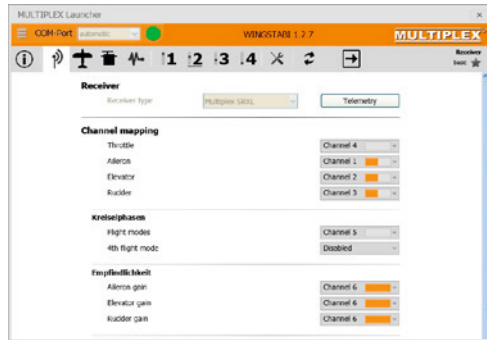 MULTIPLEX Launcher
COM-Port automatic WINGSTABI 1.2.7 MULTIPLEX
1 2 3 4 Receiver
basic
Receiver
Receiver type Multiplex SRXL Telemetry
Channel mapping
Throttle Channel 4
Aileron Channel 1
Elevator Channel 2
Rudder Channel 3
Kreiselphasen
Flight modes Channel 5
4th flight mode Disabled
Empfindlichkeit
Aileron gain Channel 6
Elevator gain Channel 6
Rudder gain Channel 6